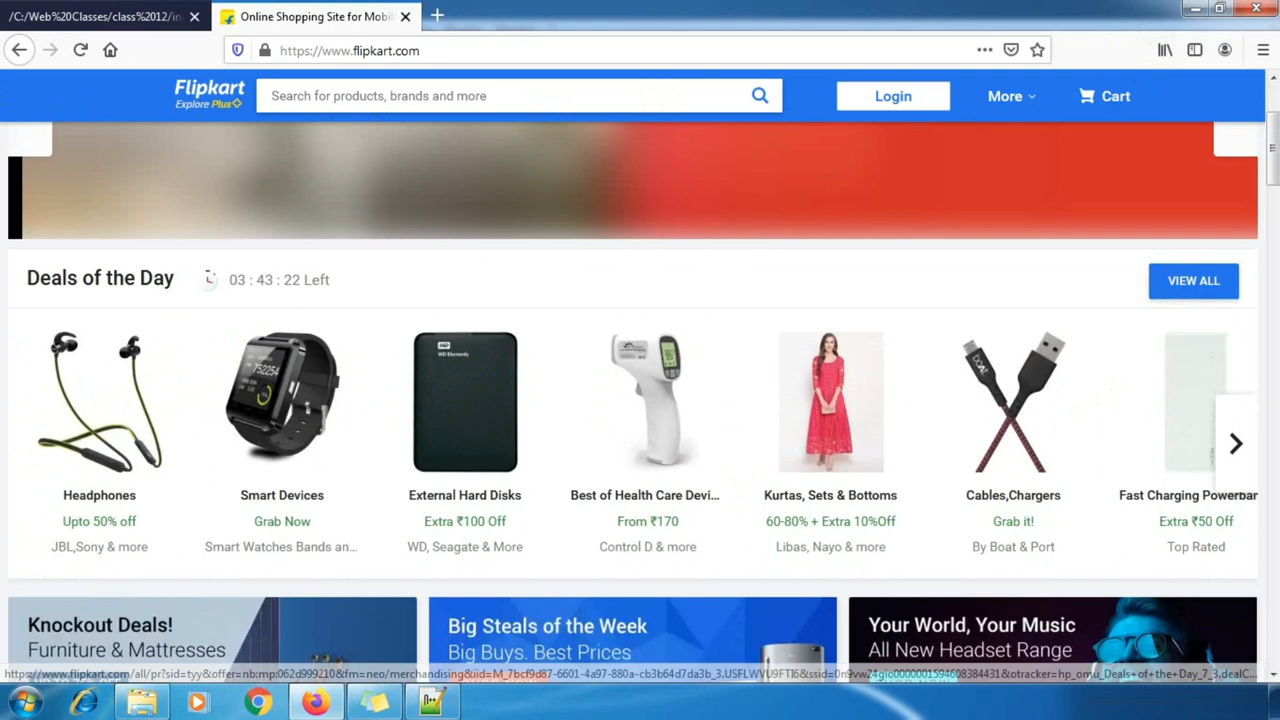 /C:/Web%20Classes/class%2012/in
Online Shopping Site for Mobil
https://www.flipkart.com
Flipkart
Explore Plus
Search for products, brands and more
Login
More
Cart
Deals of the Day
03 : 43 : 22 Left
VIEW ALL
752254
WD
WD Elements
boAt
Headphones
Smart Devices
External Hard Disks
Best of Health Care Devi...
Kurtas, Sets & Bottoms
Cables,Chargers
Fast Charging Powerban
Upto 50% off
Grab Now
Extra ₹100 Off
From ₹170
60-80% + Extra 10%Off
Grab it!
Extra ₹50 Off
JBL,Sony & more
Smart Watches Bands an...
WD, Seagate & More
Control D & more
Libas, Nayo & more
By Boat & Port
Top Rated
Knockout Deals!
Furniture & Mattresses
Big Steals of the Week
Big Buys. Best Prices
Your World, Your Music
All New Headset Range